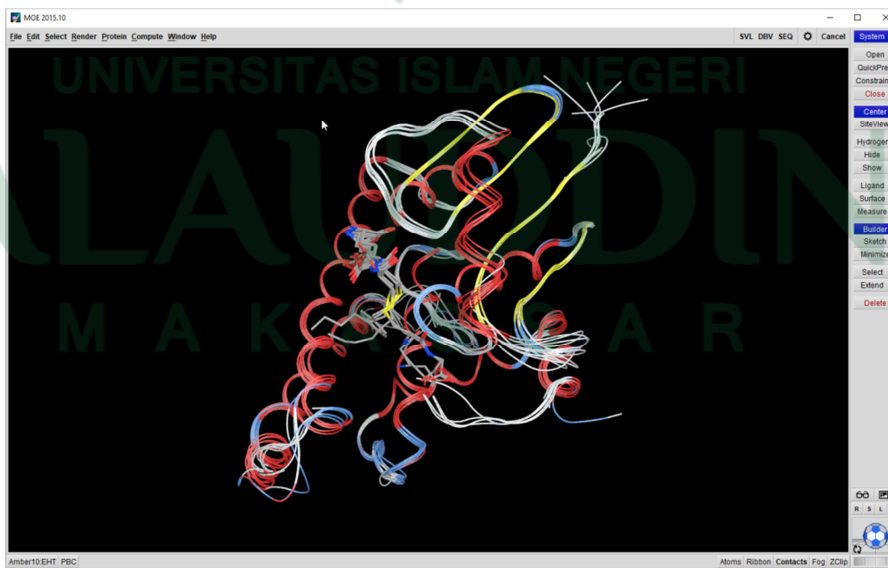 MOE 2015.10
File Edit Select Render Protein Compute Window Help
SVL DBV SEQ Cancel System
Open
QuickPre
Constrain
Close
Center
SiteView
Hydrogen
Hide
Show
Ligand
Surface
Measure
Builder
Sketch
Minimize
Select
Extend
Delete
UNIVERSITAS ISLAM NEGERI
ALAUDDIN
MAKASSAR
R S L
Amber10:EHT PBC
Atoms Ribbon Contacts Fog ZClip